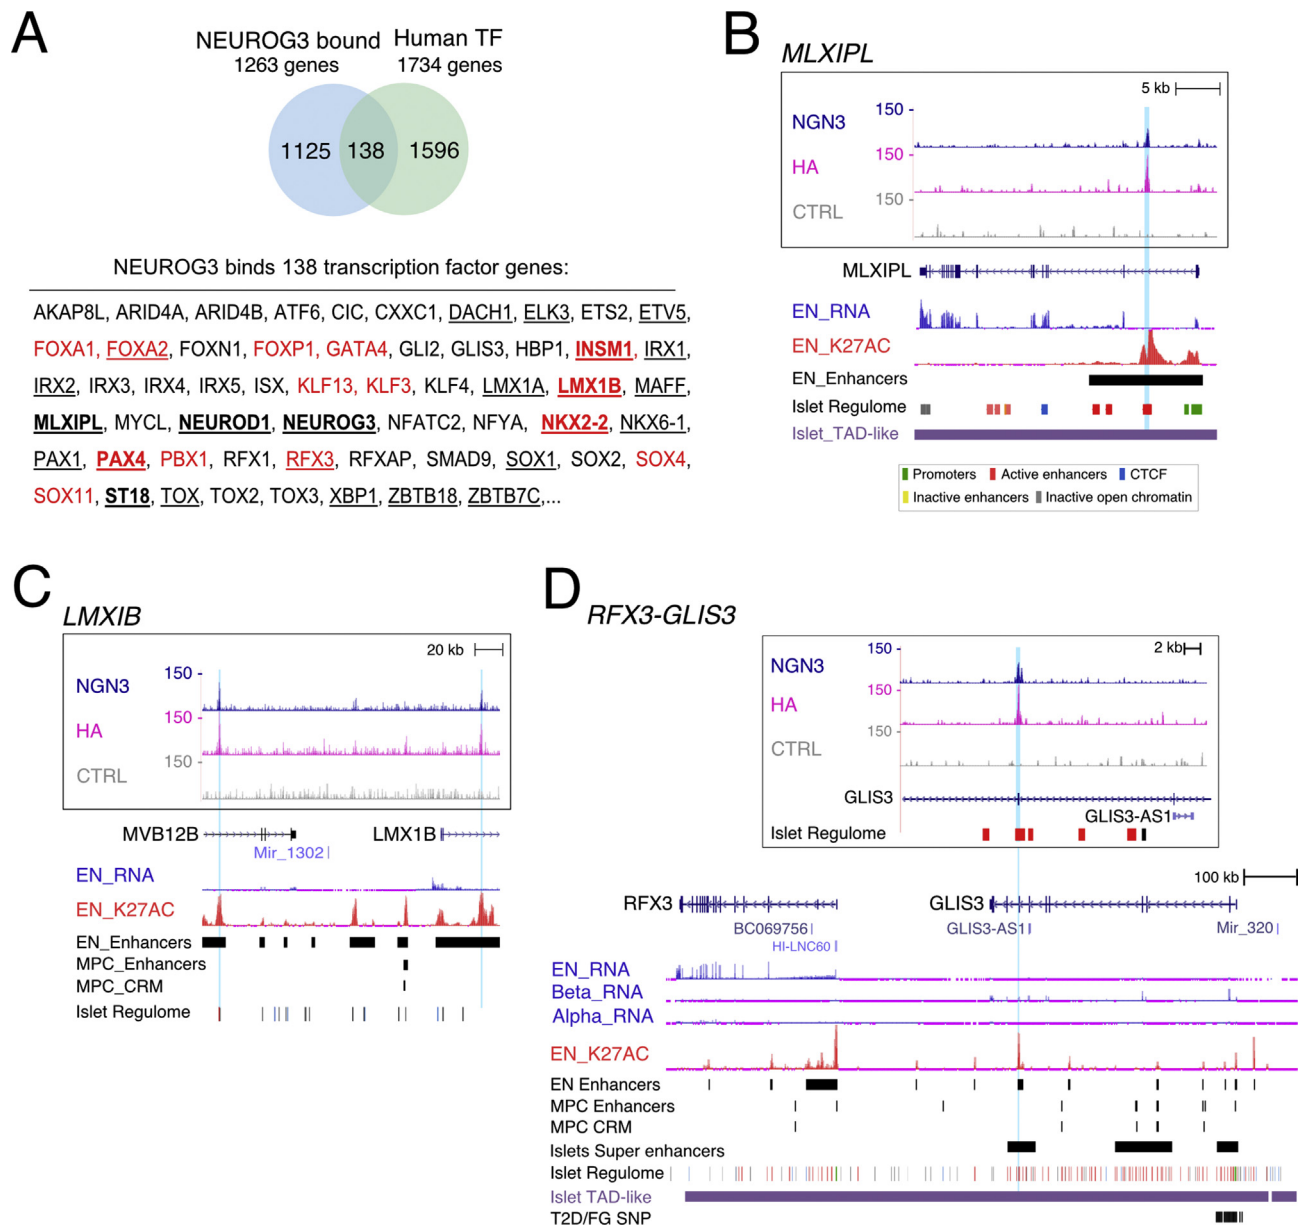 A
NEUROG3 bound
1263 genes
Human TF
1734 genes
1125
138
1596
NEUROG3 binds 138 transcription factor genes:
AKAP8L, ARID4A, ARID4B, ATF6, CIC, CXXC1, DACH1, ELK3, ETS2, ETV5,
FOXA1, FOXA2, FOXN1, FOXP1, GATA4, GLI2, GLIS3, HBP1, INSM1, IRX1,
IRX2, IRX3, IRX4, IRX5, ISX, KLF13, KLF3, KLF4, LMX1A, LMX1B, MAFF,
MLXIPL, MYCL, NEUROD1, NEUROG3, NFATC2, NFYA, NKX2-2, NKX6-1,
PAX1, PAX4, PBX1, RFX1, RFX3, RFXAP, SMAD9, SOX1, SOX2, SOX4,
SOX11, ST18, TOX, TOX2, TOX3, XBP1, ZBTB18, ZBTB7C,...
B
MLXIPL
5 kb
NGN3
150
HA
150
CTRL
150
MLXIPL
EN_RNA
EN_K27AC
EN_Enhancers
Islet Regulome
Islet_TAD-like
Promoters
Active enhancers
CTCF
Inactive enhancers
Inactive open chromatin
C
LMXIB
20 kb
NGN3
150
HA
150
CTRL
150
MVB12B
LMX1B
Mir_1302
EN_RNA
EN_K27AC
EN_Enhancers
MPC_Enhancers
MPC_CRM
Islet Regulome
D
RFX3-GLIS3
2 kb
NGN3
150
HA
150
CTRL
150
GLIS3
GLIS3-AS1
Islet Regulome
100 kb
RFX3
GLIS3
BC069756
GLIS3-AS1
Mir_320
HI-LNC60
EN_RNA
Beta_RNA
Alpha_RNA
EN_K27AC
EN Enhancers
MPC Enhancers
MPC CRM
Islets Super enhancers
Islet Regulome
Islet TAD-like
T2D/FG SNP